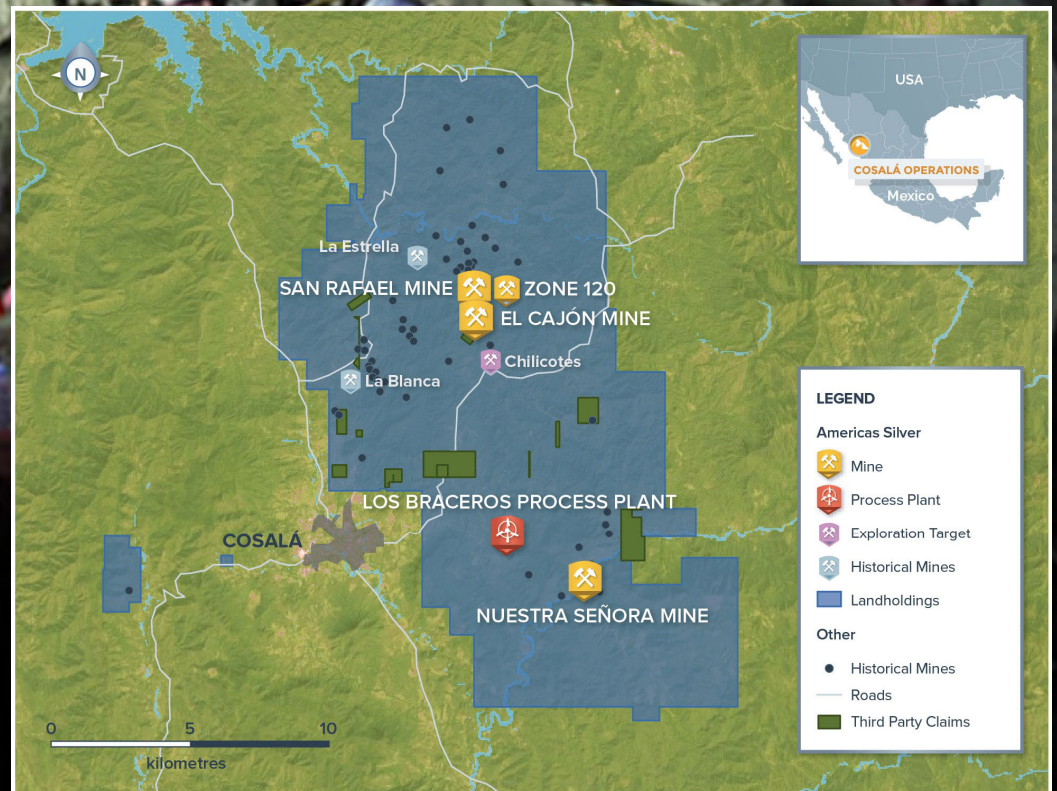 N
USA
COSALÁ OPERATIONS
Mexico
La Estrella
SAN RAFAEL MINE
ZONE 120
EL CAJÓN MINE
Chilicotes
La Blanca
LOS BRACEROS PROCESS PLANT
COSALÁ
NUESTRA SEÑORA MINE
0 5 10
kilometres
LEGEND
Americas Silver
Mine
Process Plant
Exploration Target
Historical Mines
Landholdings
Other
Historical Mines
Roads
Third Party Claims